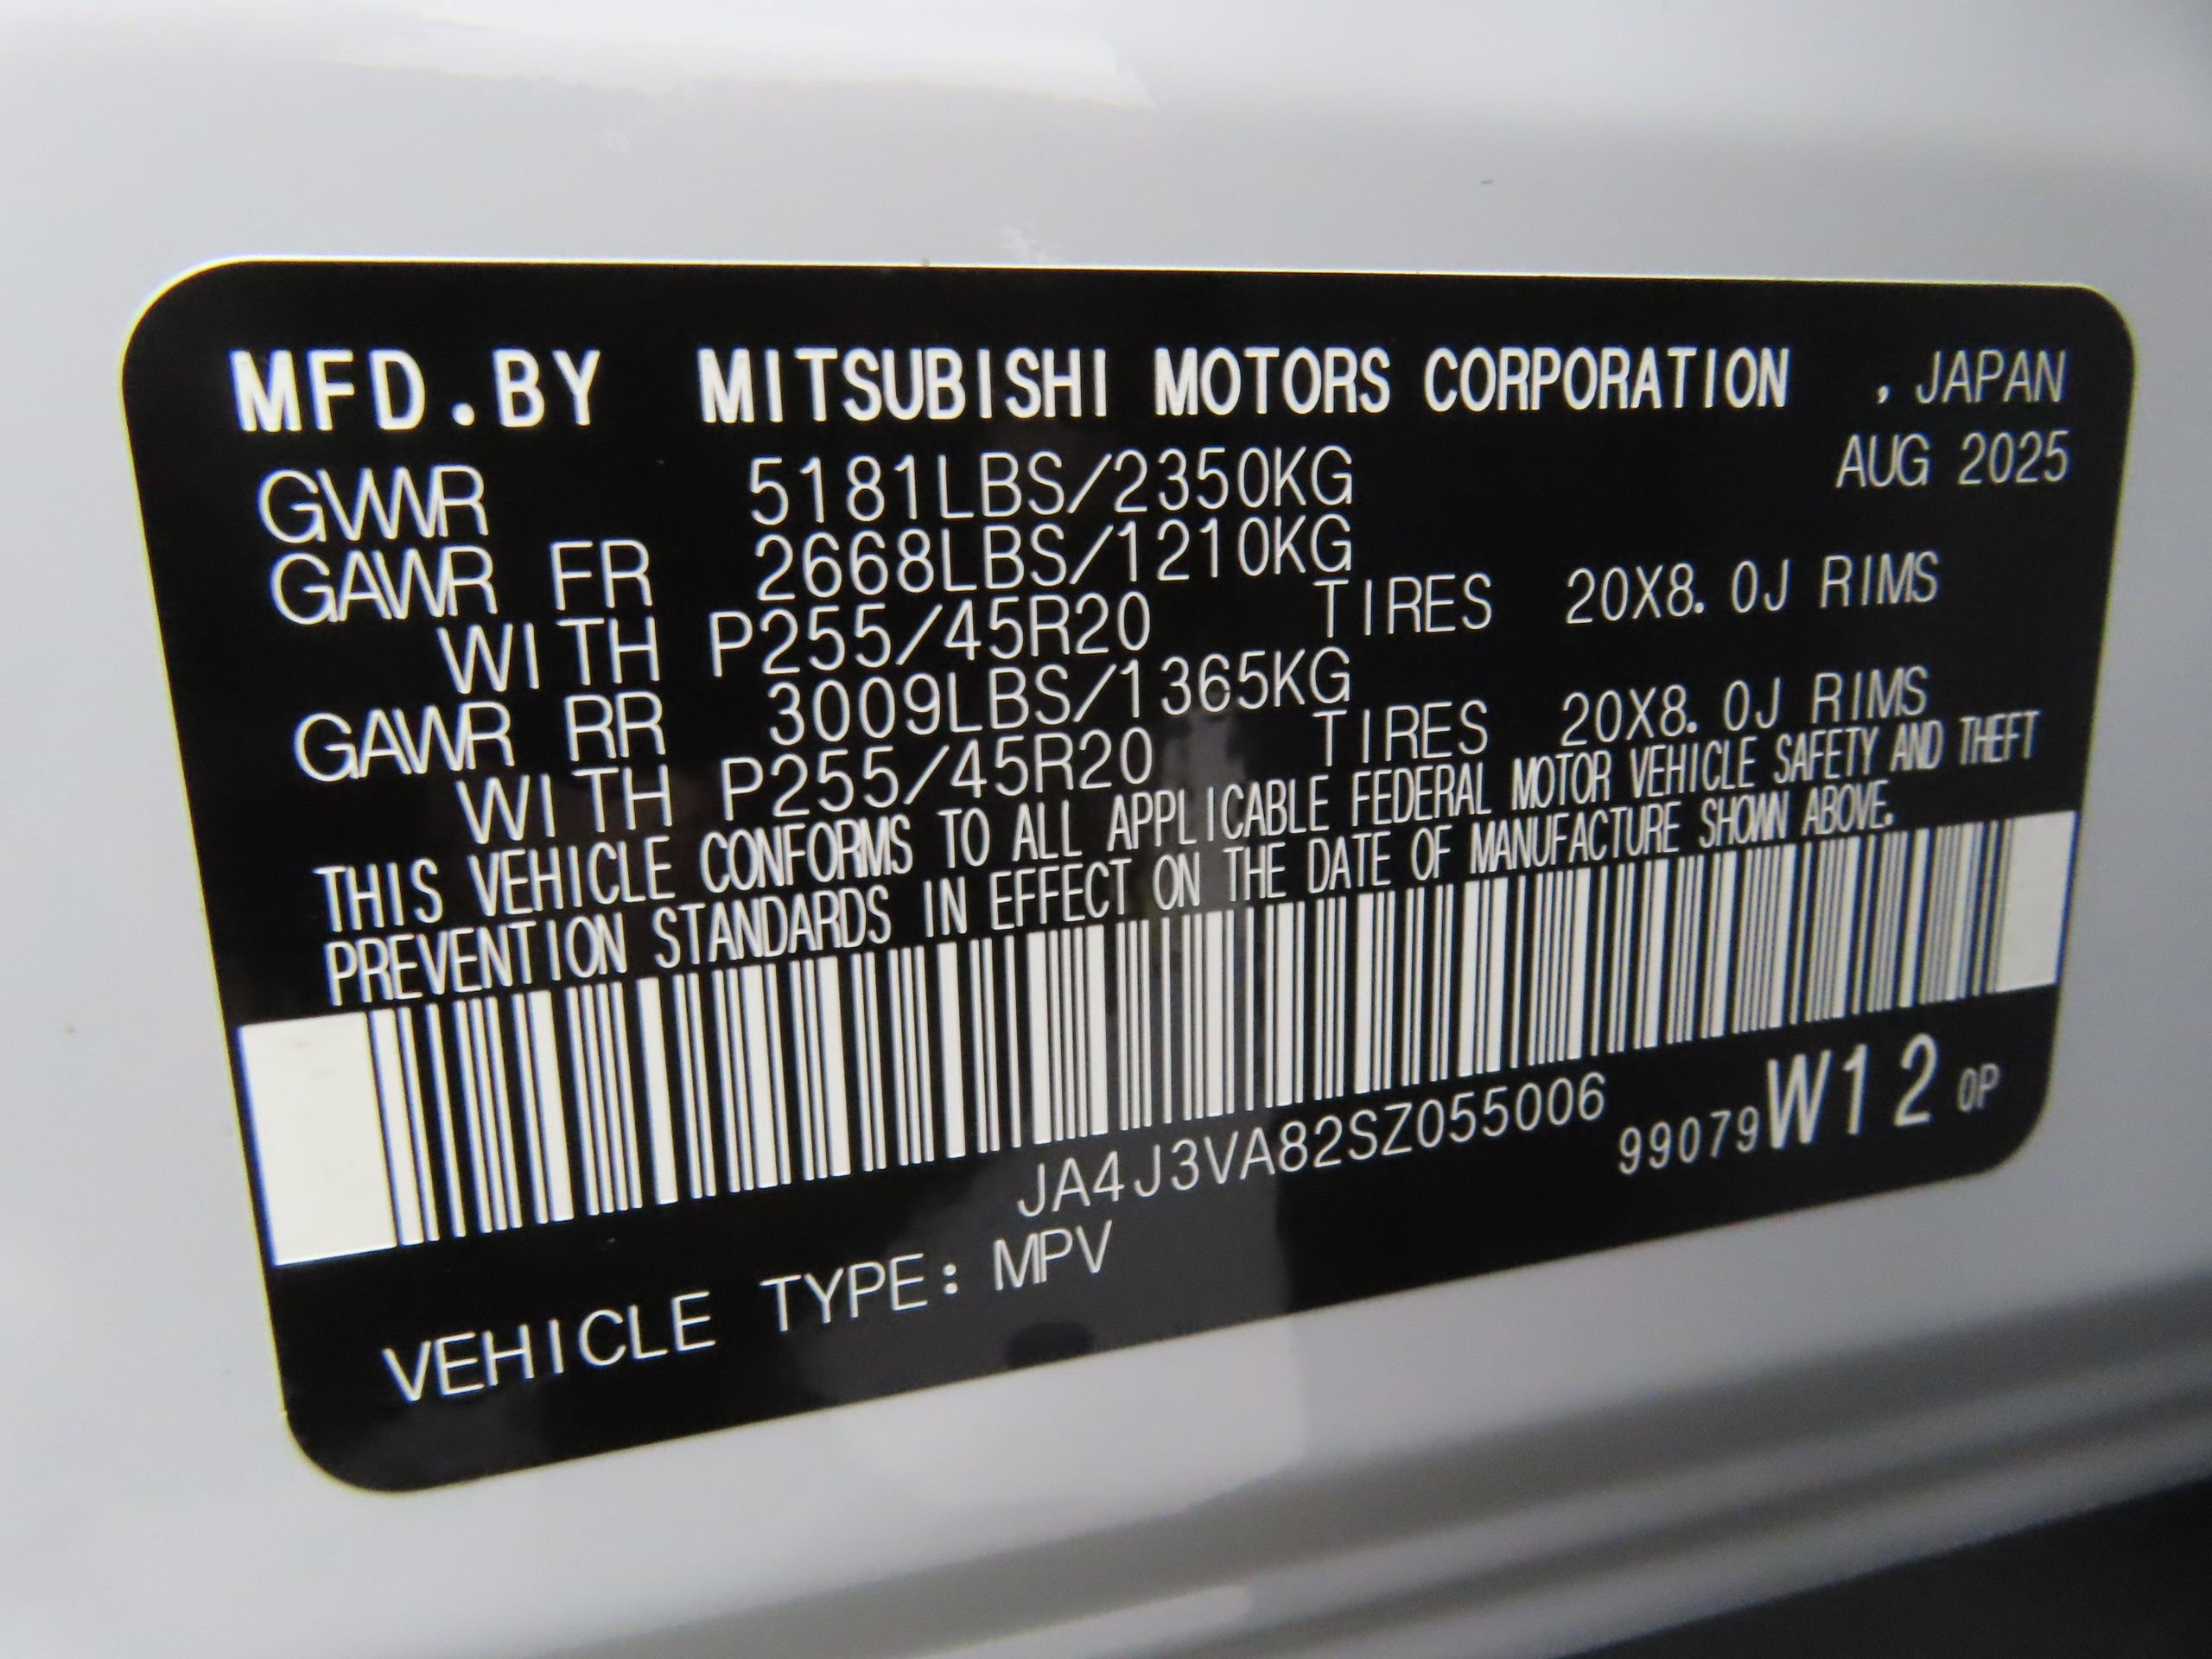 MFD.BY MITSUBISHI MOTORS CORPORATION , JAPAN
AUG 2025
GVWR 5181LBS/2350KG
GAWR FR 2668LBS/1210KG
WITH P255/45R20 TIRES 20X8.0J RIMS
GAWR RR 3009LBS/1365KG
WITH P255/45R20 TIRES 20X8.0J RIMS
THIS VEHICLE CONFORMS TO ALL APPLICABLE FEDERAL MOTOR VEHICLE SAFETY AND THEFT
PREVENTION STANDARDS IN EFFECT ON THE DATE OF MANUFACTURE SHOWN ABOVE.
JA4J3VA82SZ055006 99079W12 0P
VEHICLE TYPE: MPV